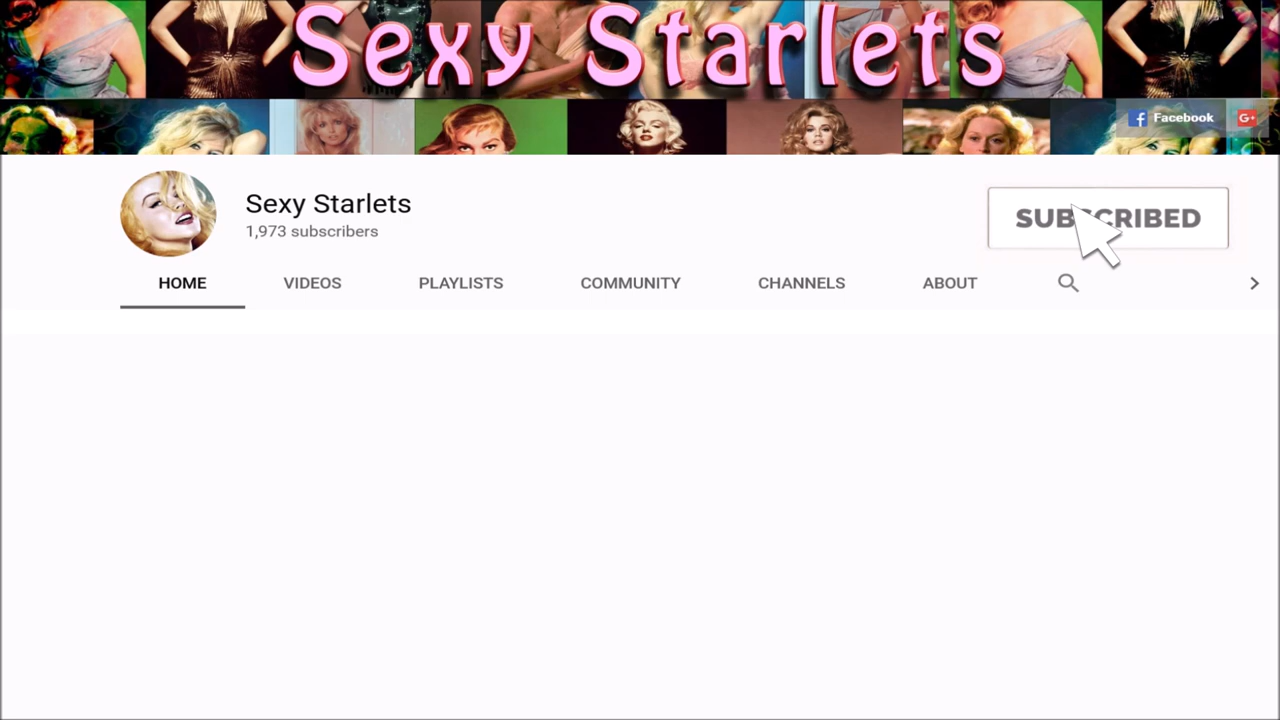 Sexy Starlets
Facebook
G+
Sexy Starlets
1,973 subscribers
SUBSCRIBED
HOME VIDEOS PLAYLISTS COMMUNITY CHANNELS ABOUT